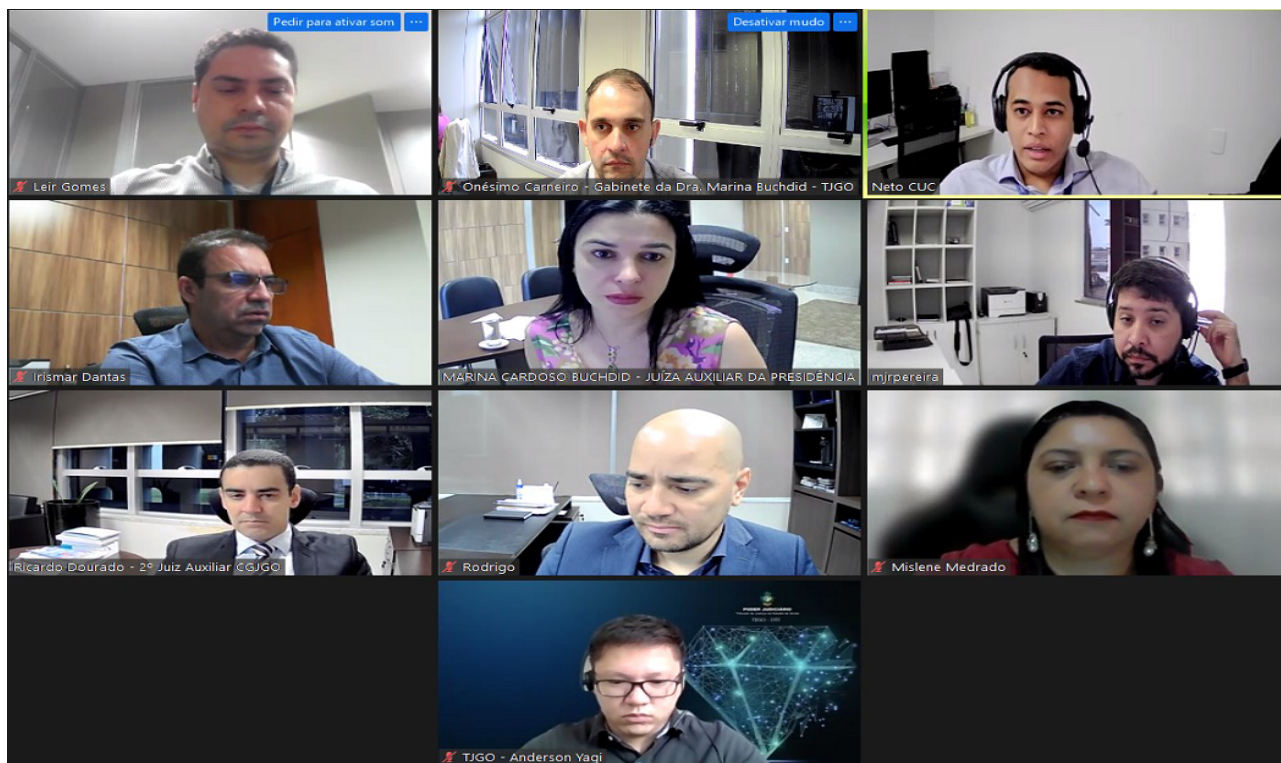 Pedir para ativar som ...
Desativar mudo ...
Leir Gomes
Onésimo Carneiro - Gabinete da Dra. Marina Buchdid - TJGO
Neto CUC
Irismar Dantas
MARINA CARDOSO BUCHDID - JUÍZA AUXILIAR DA PRESIDÊNCIA
mjrpereira
Ricardo Dourado - 2º Juiz Auxiliar CGJGO
Rodrigo
Mislene Medrado
PODER JUDICIÁRIO
TJGO - Anderson Yagi